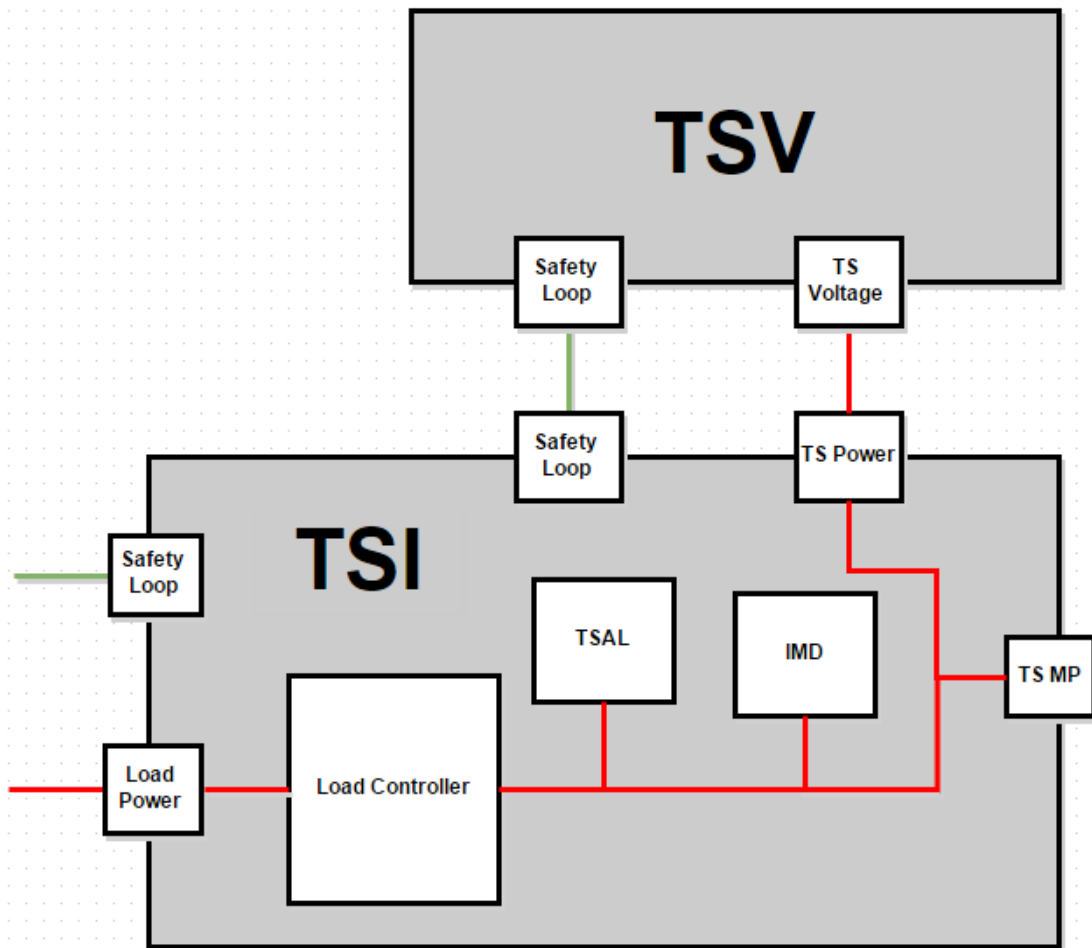 TSV
Safety
Loop
TS
Voltage
Safety
Loop
TS Power
TSI
Safety
Loop
TSAL
IMD
TS MP
Load
Power
Load Controller